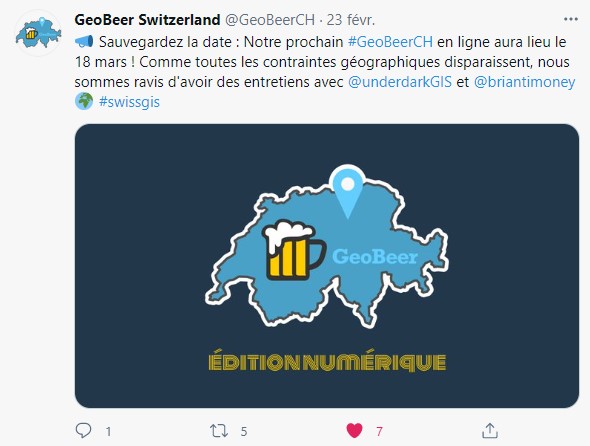 GeoBeer Switzerland @GeoBeerCH · 23 févr.
📣 Sauvegardez la date : Notre prochain #GeoBeerCH en ligne aura lieu le
18 mars ! Comme toutes les contraintes géographiques disparaissent, nous
sommes ravis d'avoir des entretiens avec @underdarkGIS et @briantimoney
🌍 #swissgis
GeoBeer
ÉDITION NUMÉRIQUE
1 5 7